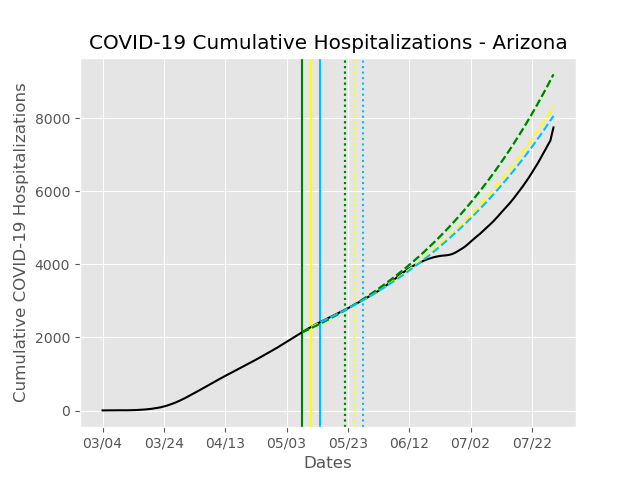 COVID-19 Cumulative Hospitalizations - Arizona
Cumulative COVID-19 Hospitalizations
8000
6000
4000
2000
0
03/04 03/24 04/13 05/03 05/23 06/12 07/02 07/22
Dates